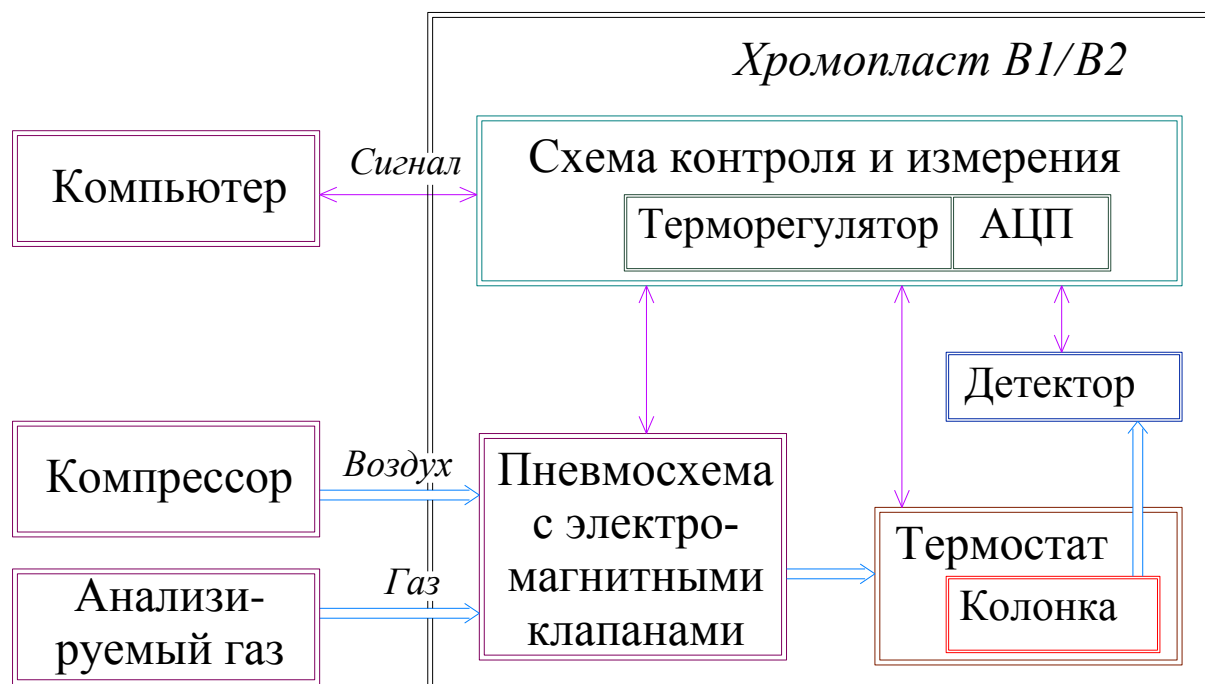 Хромопласт В1/В2
Компьютер
Сигнал
Схема контроля и измерения
Терморегулятор
АЦП
Детектор
Компрессор
Воздух
Пневмосхема
с электро-
магнитными
клапанами
Термостат
Колонка
Газ
Анализи-
руемый газ